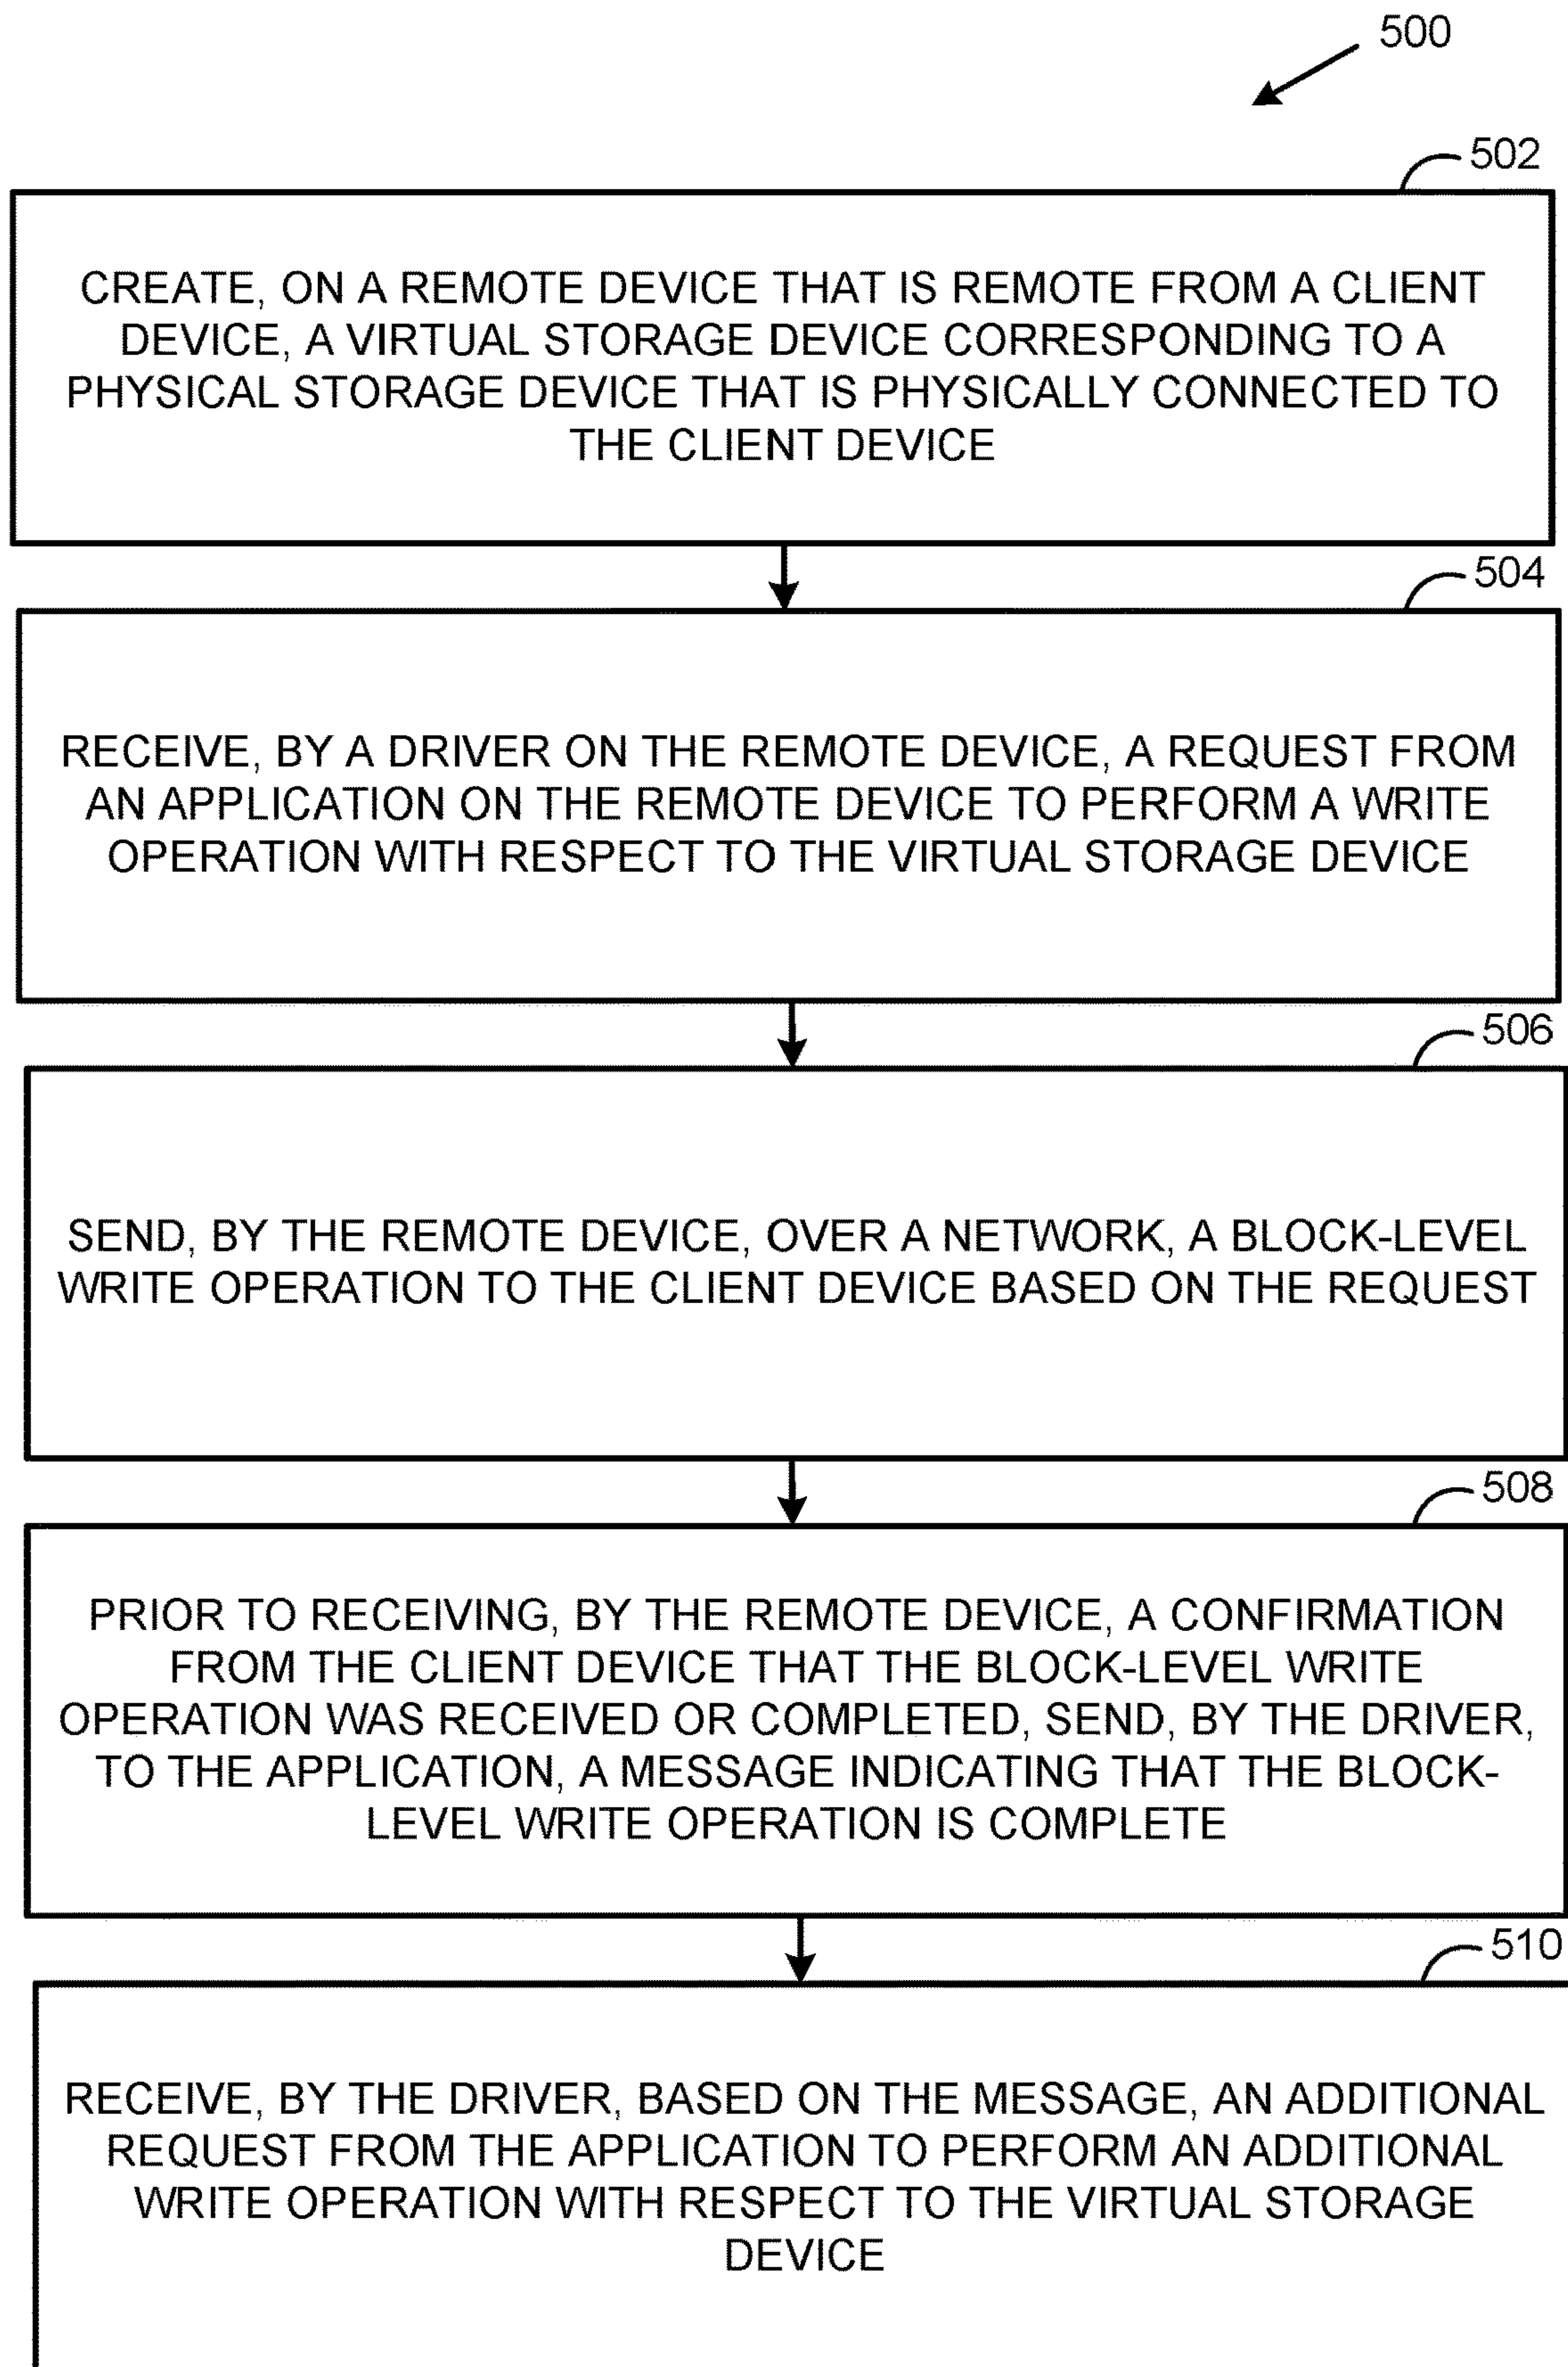 500
502
CREATE, ON A REMOTE DEVICE THAT IS REMOTE FROM A CLIENT
DEVICE, A VIRTUAL STORAGE DEVICE CORRESPONDING TO A
PHYSICAL STORAGE DEVICE THAT IS PHYSICALLY CONNECTED TO
THE CLIENT DEVICE
504
RECEIVE, BY A DRIVER ON THE REMOTE DEVICE, A REQUEST FROM
AN APPLICATION ON THE REMOTE DEVICE TO PERFORM A WRITE
OPERATION WITH RESPECT TO THE VIRTUAL STORAGE DEVICE
506
SEND, BY THE REMOTE DEVICE, OVER A NETWORK, A BLOCK-LEVEL
WRITE OPERATION TO THE CLIENT DEVICE BASED ON THE REQUEST
508
PRIOR TO RECEIVING, BY THE REMOTE DEVICE, A CONFIRMATION
FROM THE CLIENT DEVICE THAT THE BLOCK-LEVEL WRITE
OPERATION WAS RECEIVED OR COMPLETED, SEND, BY THE DRIVER,
TO THE APPLICATION, A MESSAGE INDICATING THAT THE BLOCK-
LEVEL WRITE OPERATION IS COMPLETE
510
RECEIVE, BY THE DRIVER, BASED ON THE MESSAGE, AN ADDITIONAL
REQUEST FROM THE APPLICATION TO PERFORM AN ADDITIONAL
WRITE OPERATION WITH RESPECT TO THE VIRTUAL STORAGE
DEVICE